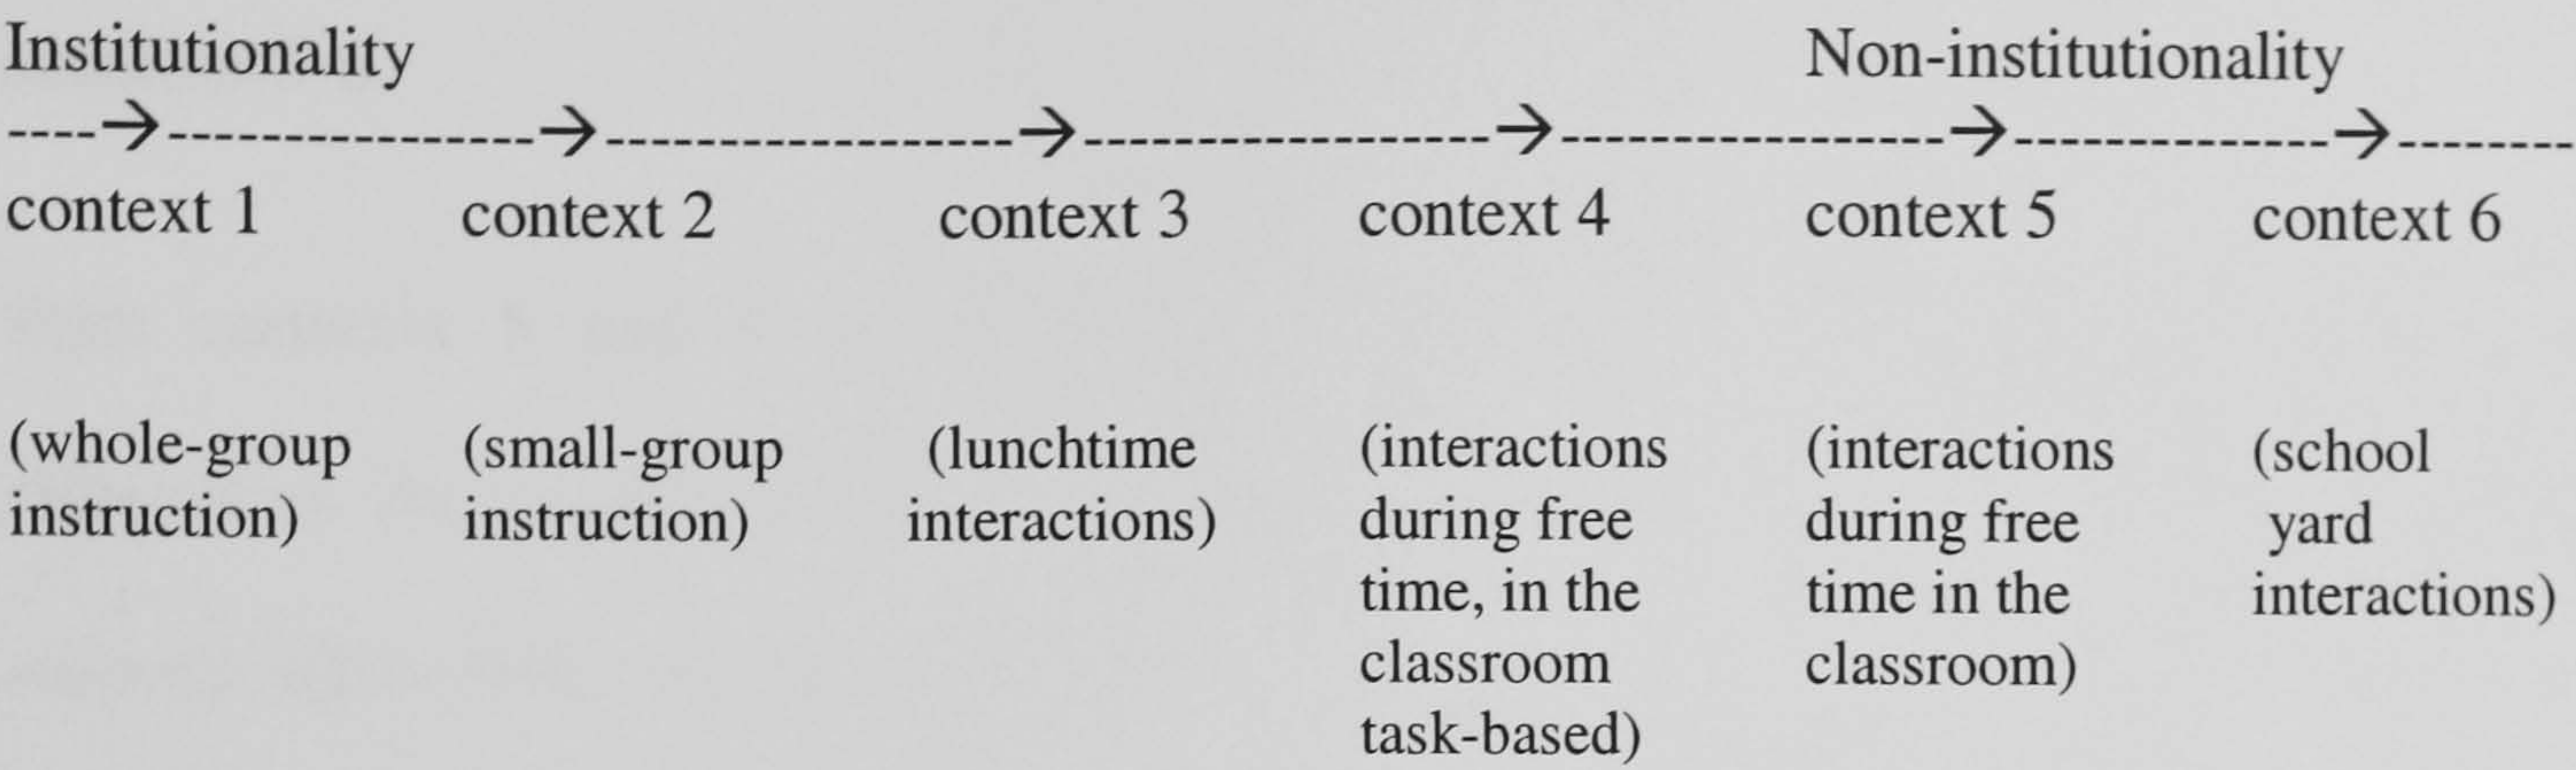 Institutionality Non-institutionality
----→----------------→------------------→------------------→-----------------→--------------→--------
context 1 context 2 context 3 context 4 context 5 context 6
(whole-group (small-group (lunchtime (interactions (interactions (school
instruction) instruction) interactions) during free during free yard
time, in the time in the interactions)
classroom classroom)
task-based)